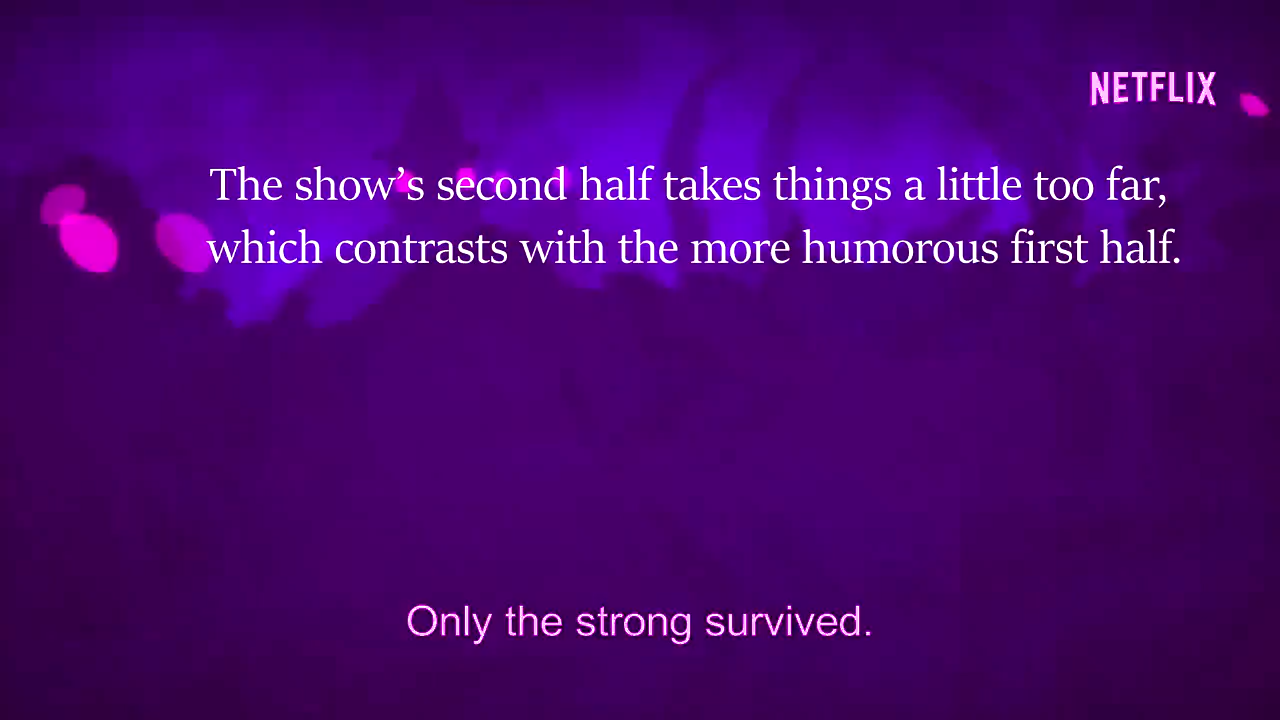 NETFLIX
The show’s second half takes things a little too far,
which contrasts with the more humorous first half.
Only the strong survived.